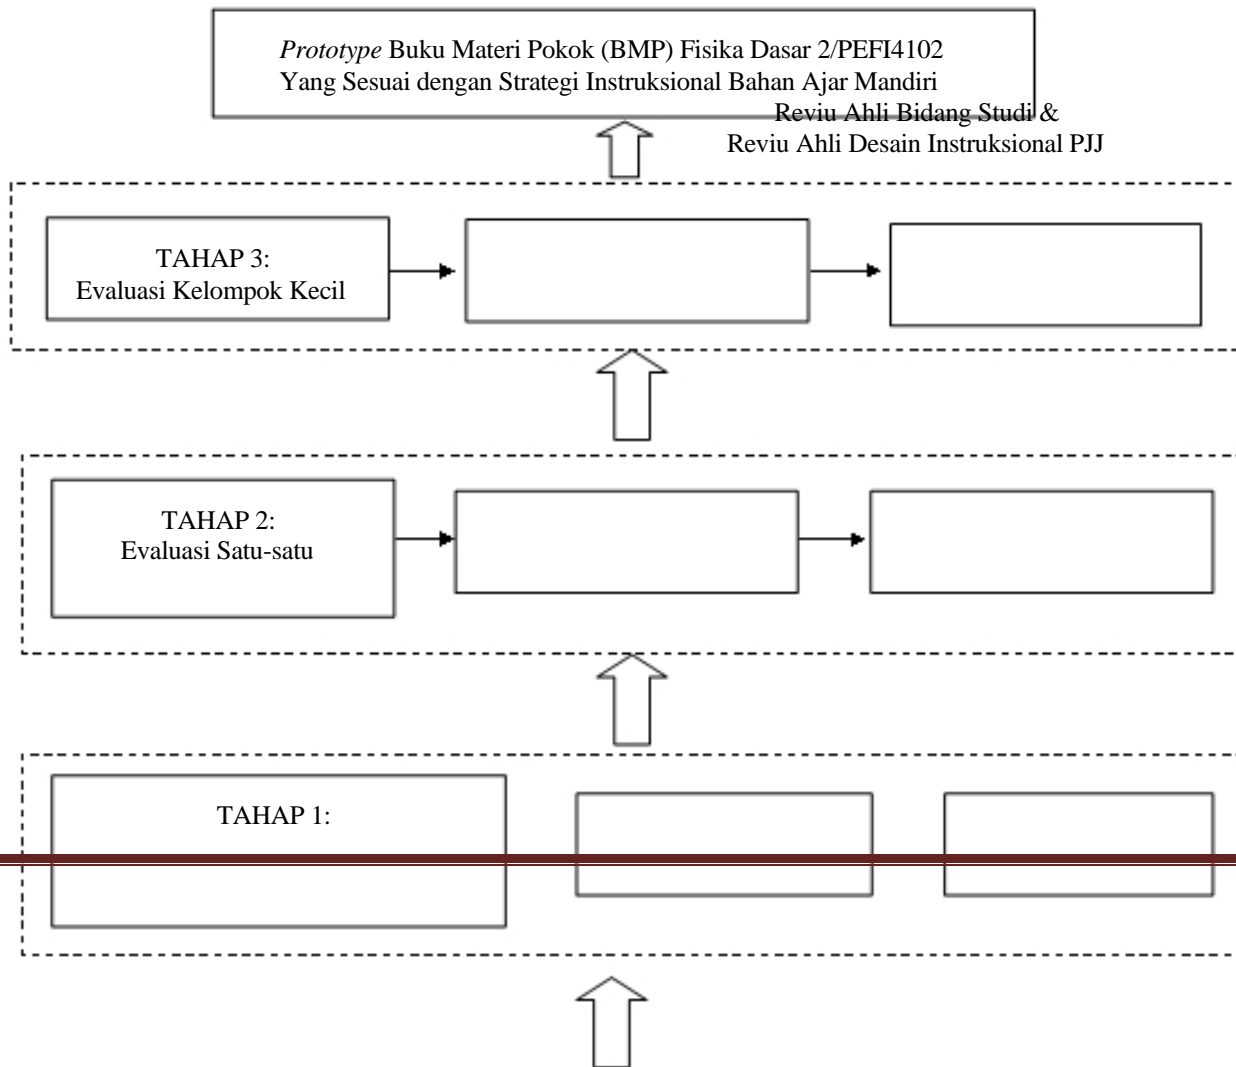 Prototype Buku Materi Pokok (BMP) Fisika Dasar 2/PEFI4102
Yang Sesuai dengan Strategi Instruksional Bahan Ajar Mandiri
Reviu Ahli Bidang Studi &
Reviu Ahli Desain Instruksional PJJ
TAHAP 3:
Evaluasi Kelompok Kecil
TAHAP 2:
Evaluasi Satu-satu
TAHAP 1: